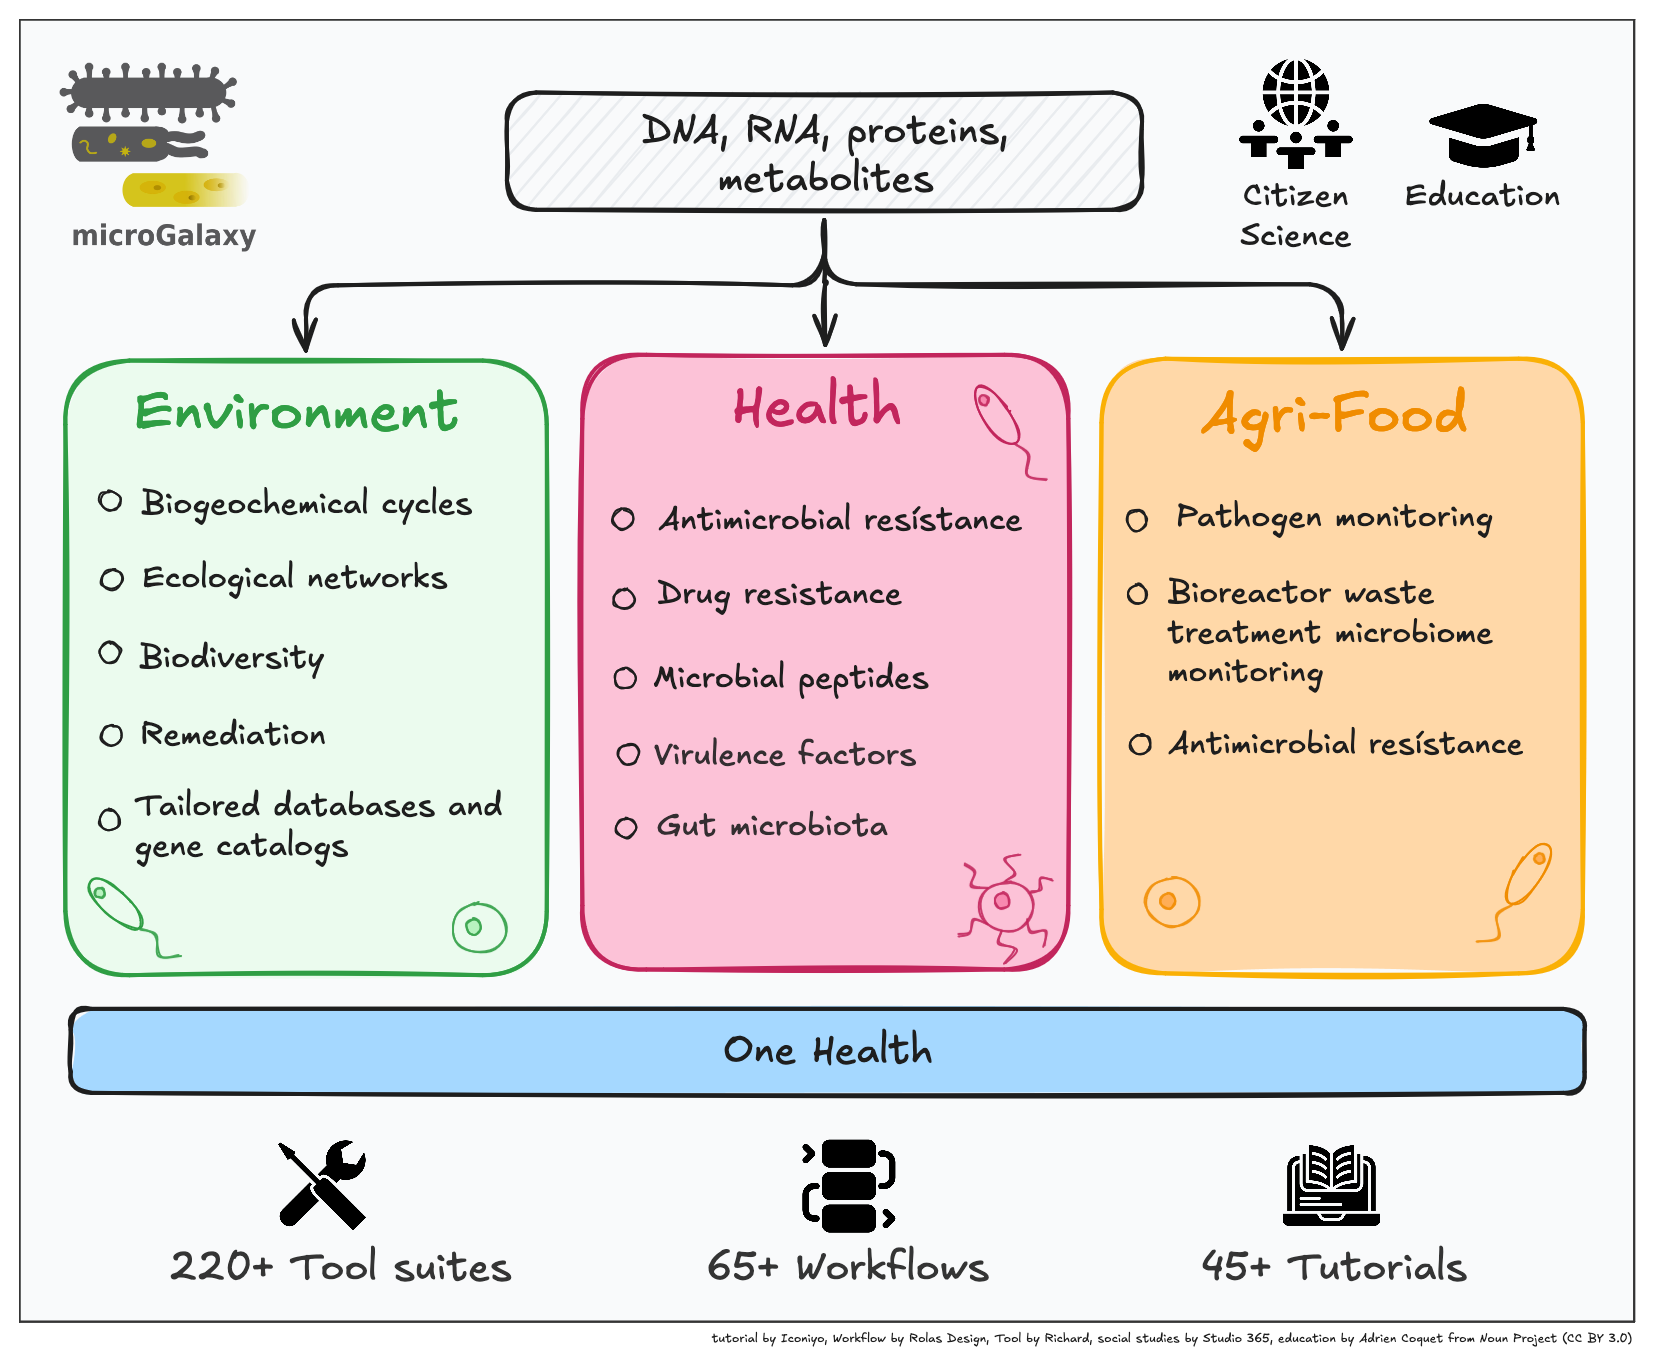 microGalaxy
DNA, RNA, proteins,
metabolites
Citizen
Science
Education
Environment
Biogeochemical cycles
Ecological networks
Biodiversity
Remediation
Tailored databases and
gene catalogs
Health
Antimicrobial resístance
Drug resistance
Microbial peptides
Virulence factors
Gut microbiota
Agri-Food
Pathogen monitoring
Bioreactor waste
treatment microbiome
monitoring
Antimicrobial resístance
One Health
220+ Tool suites
65+ Workflows
45+ Tutorials
tutorial by Iconiyo, Workflow by Rolas Design, Tool by Richard, social studies by Studio 365, education by Adrien Coquet from Noun Project (CC BY 3.0)